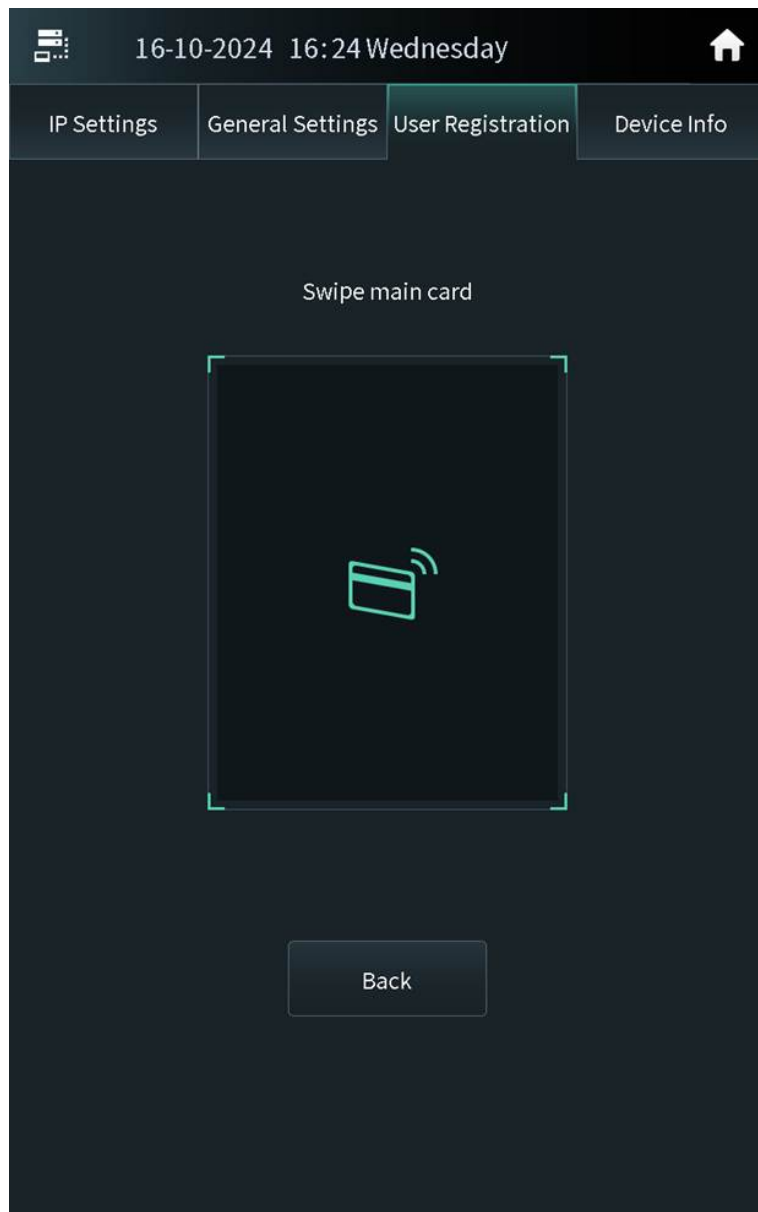 16-10-2024 16:24 Wednesday
IP Settings General Settings User Registration Device Info
Swipe main card
Back